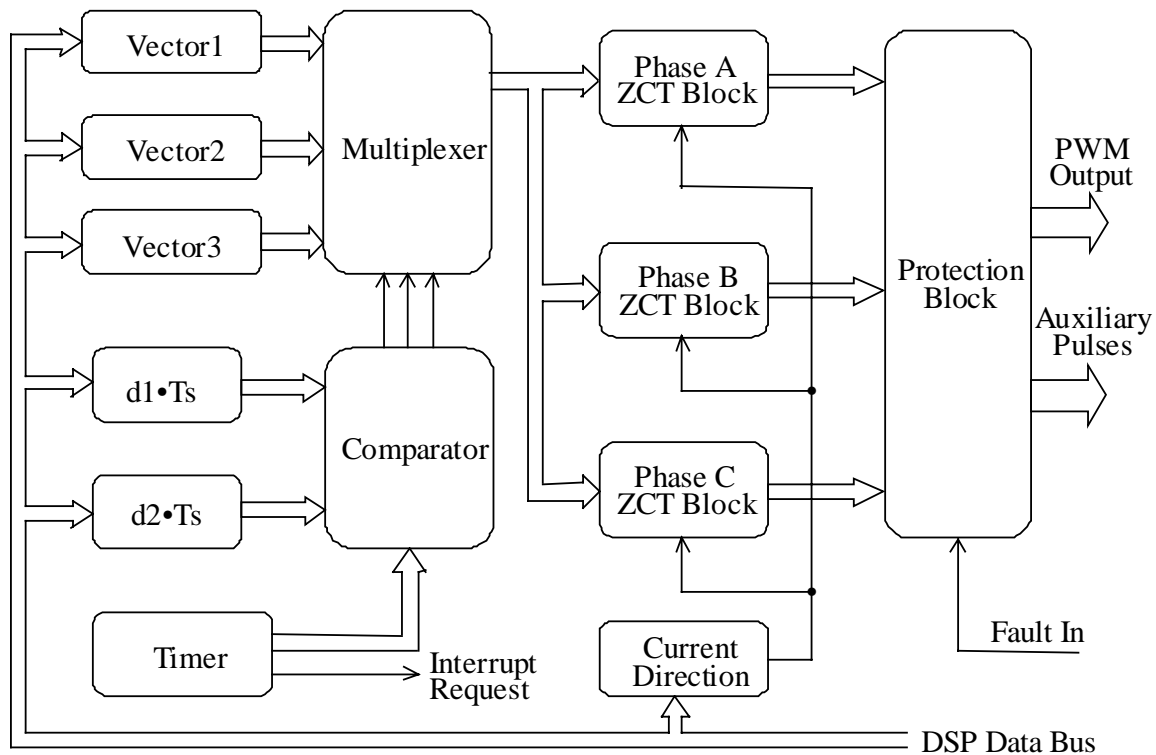 Vector1
Vector2
Vector3
Multiplexer
d1•Ts
d2•Ts
Comparator
Timer
Interrupt
Request
Phase A
ZCT Block
Phase B
ZCT Block
Phase C
ZCT Block
Current
Direction
Protection
Block
PWM
Output
Auxiliary
Pulses
Fault In
DSP Data Bus